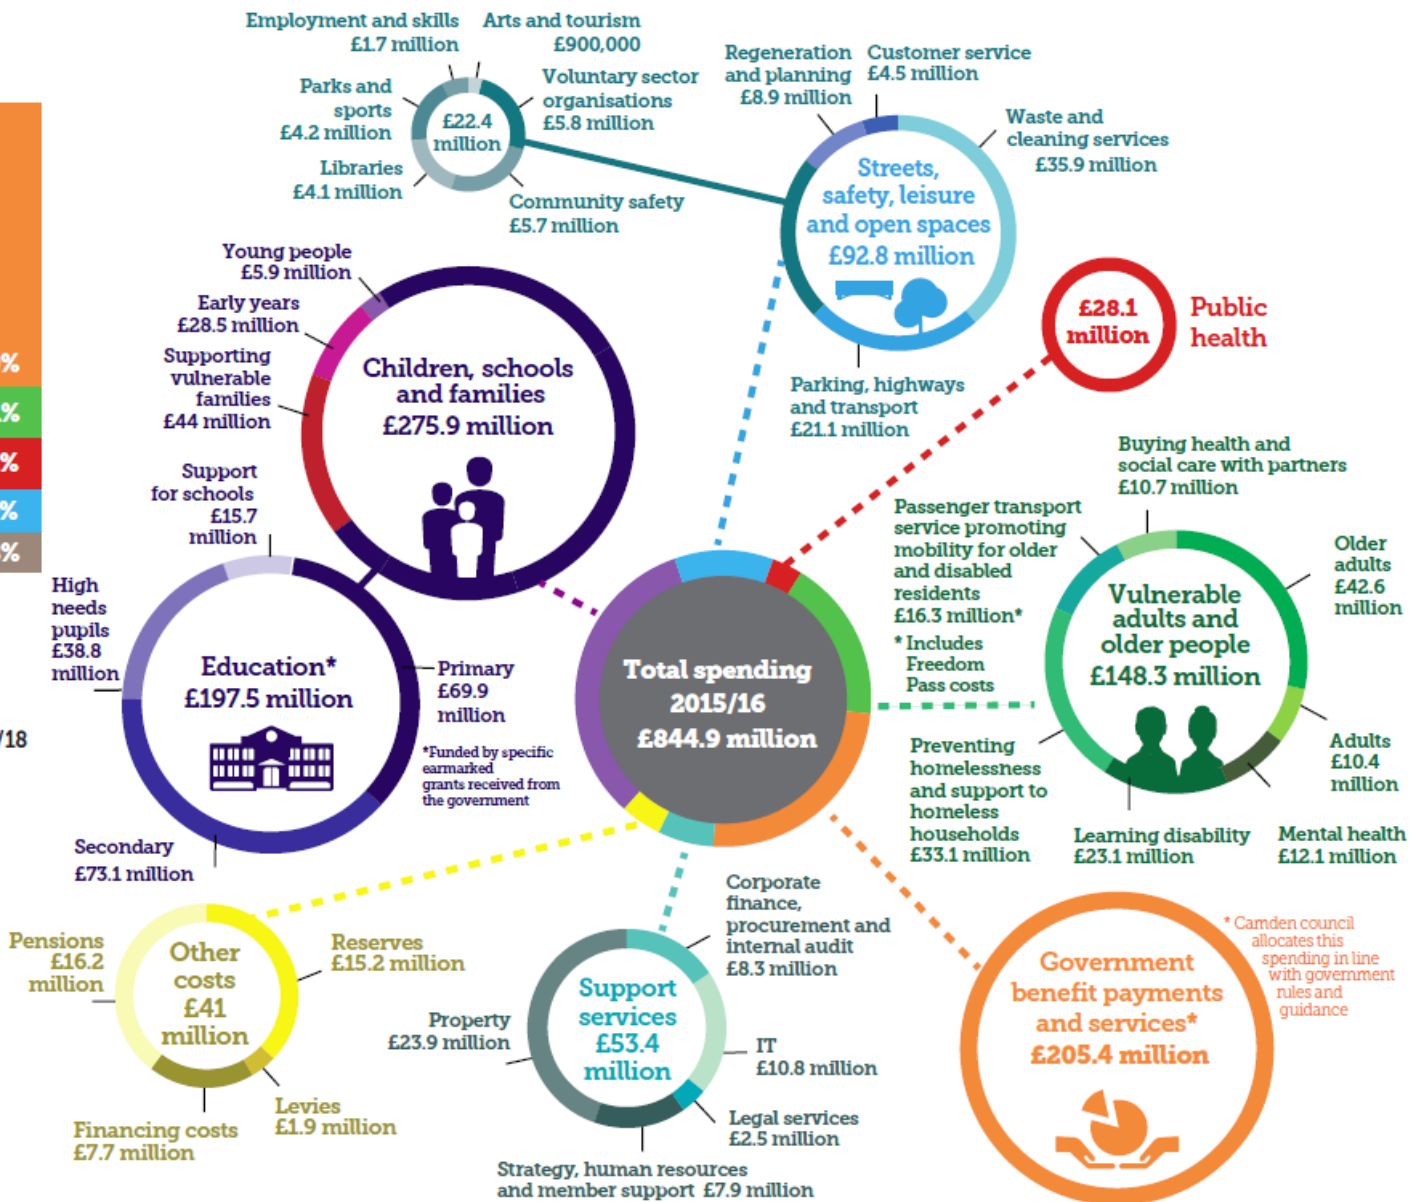 Employment and skills
£1.7 million
Arts and tourism
£900,000
Parks and
sports
£4.2 million
£22.4
million
Voluntary sector
organisations
£5.8 million
Libraries
£4.1 million
Community safety
£5.7 million
Regeneration
and planning
£8.9 million
Customer service
£4.5 million
Waste and
cleaning services
£35.9 million
Streets,
safety, leisure
and open spaces
£92.8 million
Parking, highways
and transport
£21.1 million
£28.1
million
Public
health
Young people
£5.9 million
Early years
£28.5 million
Supporting
vulnerable
families
£44 million
Children, schools
and families
£275.9 million
%
%
%
%
%
/18
Support
for schools
£15.7
million
High
needs
pupils
£38.8
million
Education*
£197.5 million
Primary
£69.9
million
*Funded by specific
earmarked
grants received from
the government
Secondary
£73.1 million
Total spending
2015/16
£844.9 million
Buying health and
social care with partners
£10.7 million
Passenger transport
service promoting
mobility for older
and disabled
residents
£16.3 million*
* Includes
Freedom
Pass costs
Vulnerable
adults and
older people
£148.3 million
Older
adults
£42.6
million
Adults
£10.4
million
Preventing
homelessness
and support to
homeless
households
£33.1 million
Learning disability
£23.1 million
Mental health
£12.1 million
Pensions
£16.2
million
Other
costs
£41
million
Reserves
£15.2 million
Levies
£1.9 million
Financing costs
£7.7 million
Corporate
finance,
procurement and
internal audit
£8.3 million
Support
services
£53.4
million
Property
£23.9 million
IT
£10.8 million
Legal services
£2.5 million
Strategy, human resources
and member support £7.9 million
Government
benefit payments
and services*
£205.4 million
* Camden council
allocates this
spending in line
with government
rules and
guidance